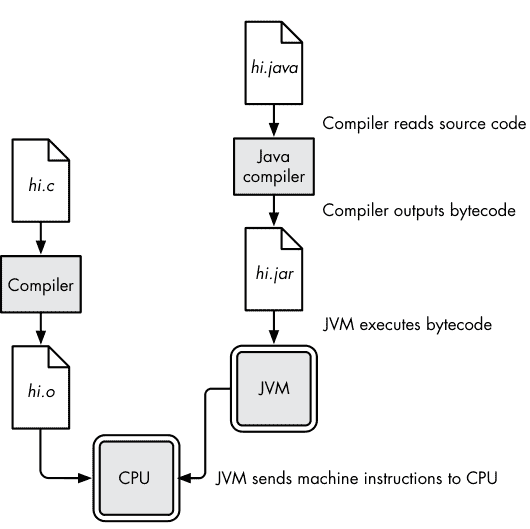 hi.java
Compiler reads source code
Java
compiler
hi.c
Compiler outputs bytecode
hi.jar
Compiler
JVM executes bytecode
hi.o
JVM
CPU
JVM sends machine instructions to CPU